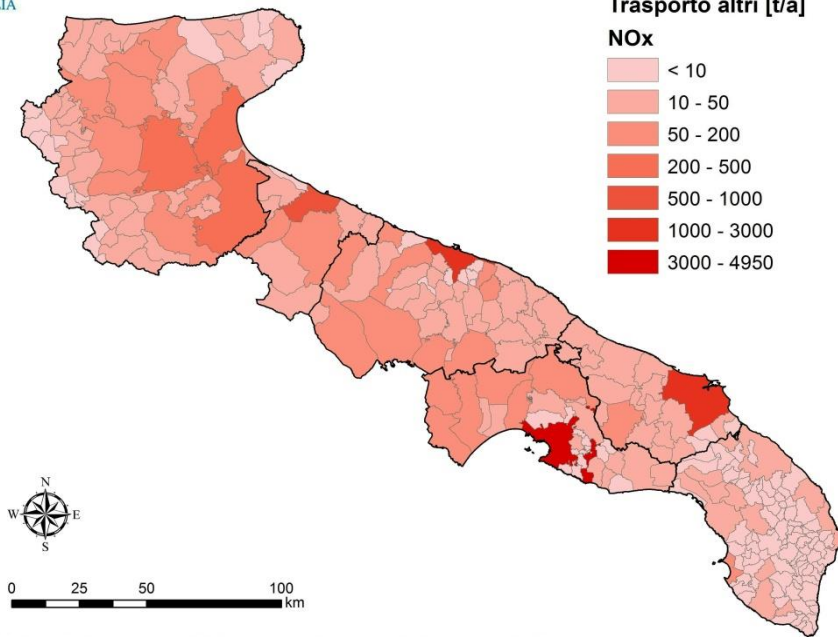 LIA
Trasporto altri [t/a]
NOx
< 10
10 - 50
50 - 200
200 - 500
500 - 1000
1000 - 3000
3000 - 4950
N
W E
S
0 25 50 100
km